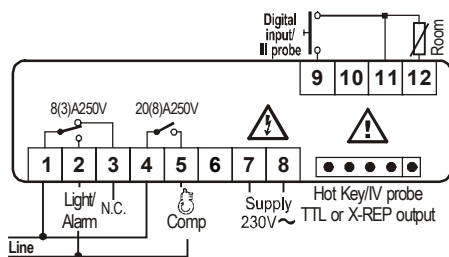 Digital
input/
III probe
Room
9 10 11 12
8(3)A250V 20(8)A250V
1 2 3 4 5 6 7 8
Light/
Alarm
N.C.
Comp
Supply
230V~
Hot Key/IV probe
TTL or X-REP output
Line